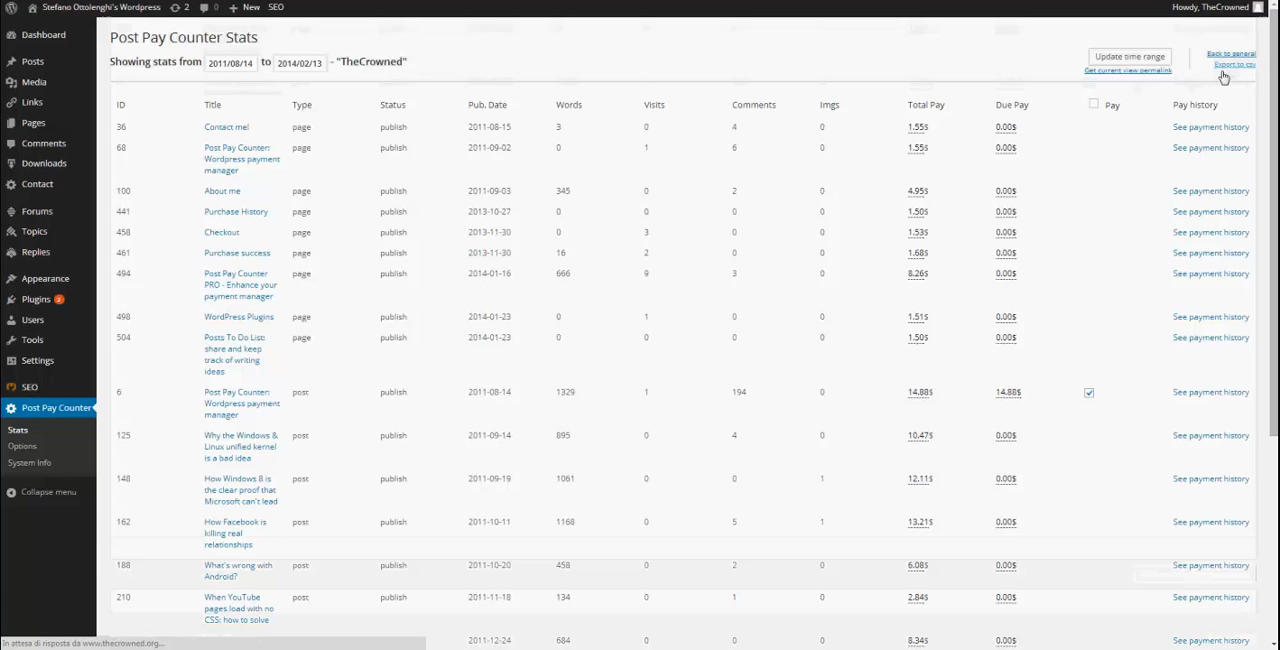 Stefano Ottolenghi's Wordpress 2 0 New SEO Howdy, TheCrowned
Dashboard
Posts
Media
Links
Pages
Comments
Downloads
Contact
Forums
Topics
Replies
Appearance
Plugins
Users
Tools
Settings
SEO
Post Pay Counter
Stats
Options
System Info
Collapse menu
Post Pay Counter Stats
Showing stats from 2011/08/14 to 2014/02/13 - "TheCrowned"
Update time range
Get current view permalink
Back to general
Export to csv
ID Title Type Status Pub. Date Words Visits Comments Imgs Total Pay Due Pay Pay Pay history
36 Contact me! page publish 2011-08-15 3 0 4 0 1.55$ 0.00$ See payment history
68 Post Pay Counter: page publish 2011-09-02 0 1 6 0 1.55$ 0.00$ See payment history
Wordpress payment
manager
100 About me page publish 2011-09-03 345 0 2 0 4.95$ 0.00$ See payment history
441 Purchase History page publish 2013-10-27 0 0 0 0 1.50$ 0.00$ See payment history
458 Checkout page publish 2013-11-30 0 3 0 0 1.53$ 0.00$ See payment history
461 Purchase success page publish 2013-11-30 16 2 0 0 1.68$ 0.00$ See payment history
494 Post Pay Counter page publish 2014-01-16 666 9 3 0 8.26$ 0.00$ See payment history
PRO - Enhance your
payment manager
498 WordPress Plugins page publish 2014-01-23 0 1 0 0 1.51$ 0.00$ See payment history
504 Posts To Do List: page publish 2014-01-23 0 0 0 0 1.50$ 0.00$ See payment history
share and keep
track of writing
ideas
6 Post Pay Counter: post publish 2011-08-14 1329 1 194 0 14.88$ 14.88$ See payment history
Wordpress payment
manager
125 Why the Windows & post publish 2011-09-14 895 0 4 0 10.47$ 0.00$ See payment history
Linux unified kernel
is a bad idea
148 How Windows 8 is post publish 2011-09-19 1061 0 0 1 12.11$ 0.00$ See payment history
the clear proof that
Microsoft can't lead
162 How Facebook is post publish 2011-10-11 1168 0 5 1 13.21$ 0.00$ See payment history
killing real
relationships
188 What's wrong with post publish 2011-10-20 458 0 2 0 6.08$ 0.00$ See payment history
Android?
210 When YouTube post publish 2011-11-18 134 0 1 0 2.84$ 0.00$ See payment history
pages load with no
CSS: how to solve
2011-12-24 684 0 0 0 8.34$ 0.00$ See payment history
In attesa di risposta da www.thecrowned.org...